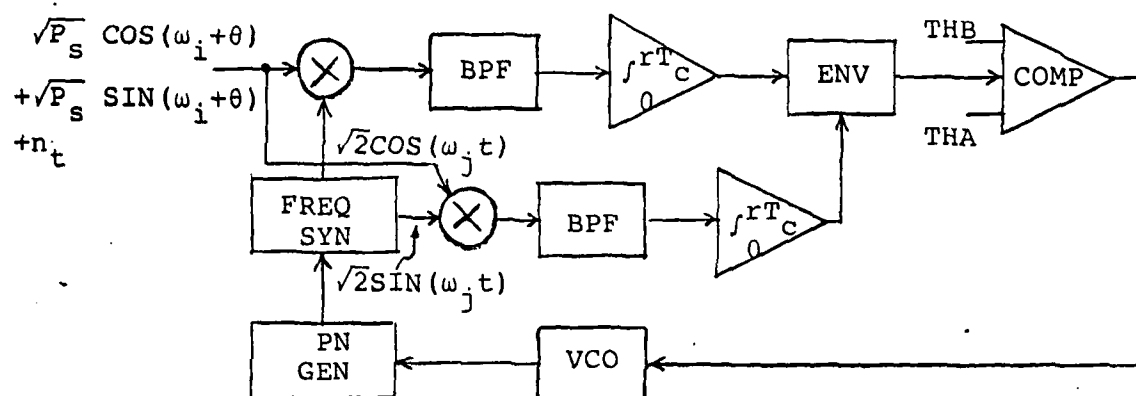 √P_s COS(ω_i+θ)
+√P_s SIN(ω_i+θ)
+n_t
BPF
∫_0^{rT_c}
ENV
THB
COMP
THA
√2COS(ω_j t)
FREQ
SYN
BPF
∫_0^{rT_c}
√2SIN(ω_j t)
PN
GEN
VCO